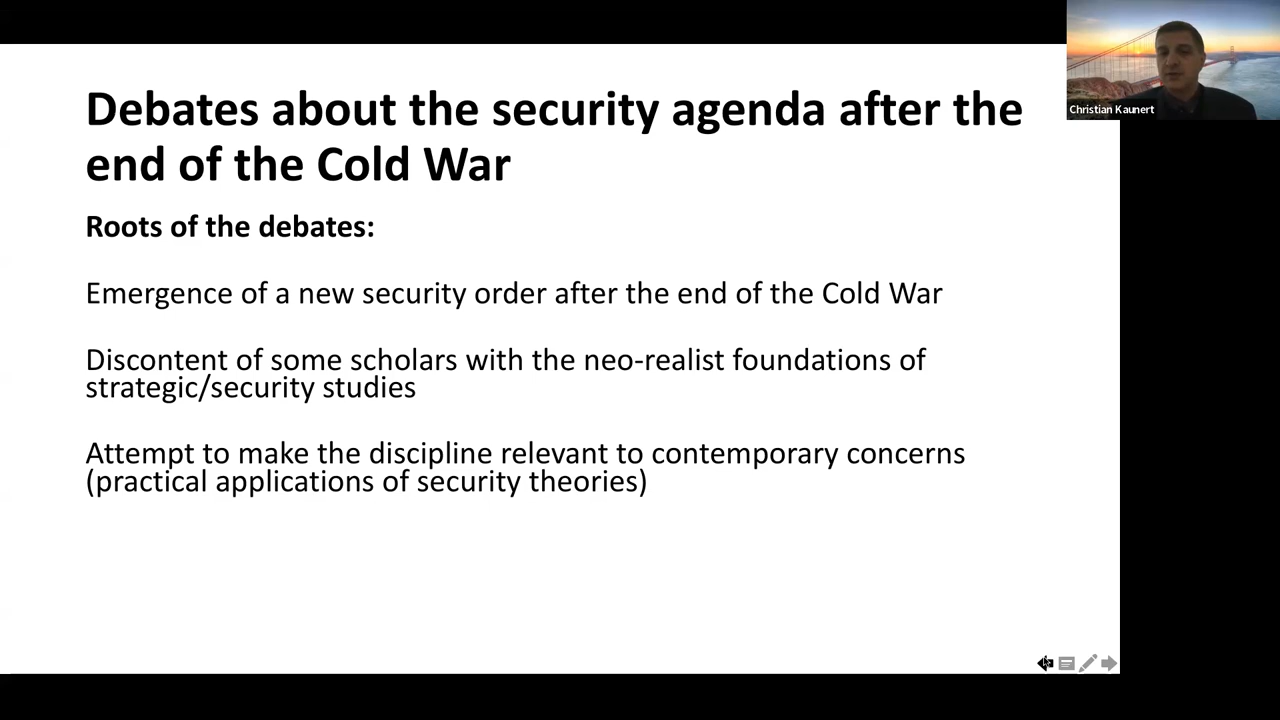 Debates about the security agenda after the
end of the Cold War
Roots of the debates:
Emergence of a new security order after the end of the Cold War
Discontent of some scholars with the neo-realist foundations of
strategic/security studies
Attempt to make the discipline relevant to contemporary concerns
(practical applications of security theories)
Christian Kaunert